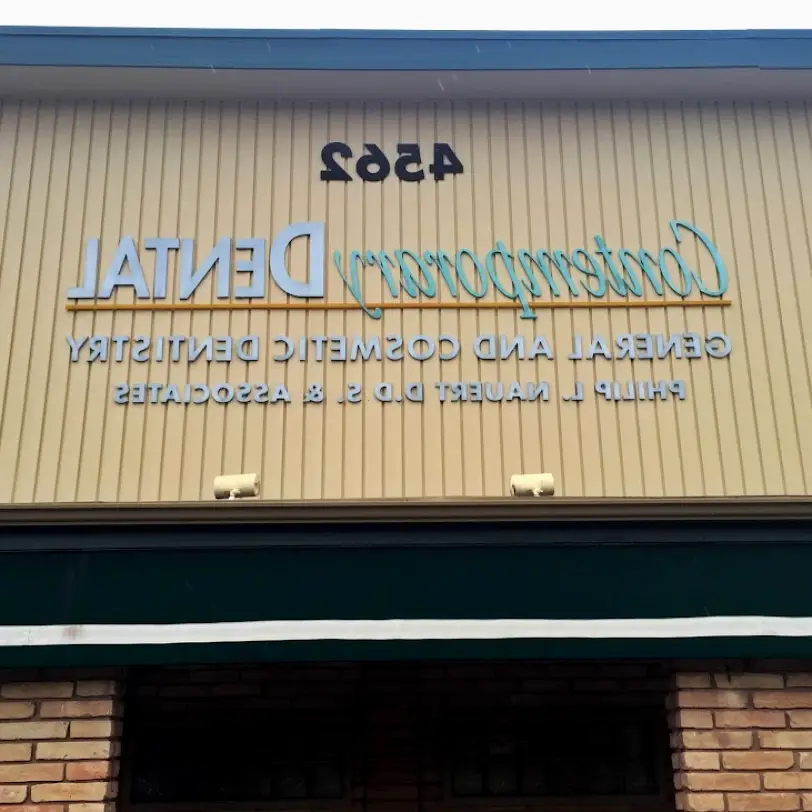 4562
Contemporary DENTAL
GENERAL AND COSMETIC DENTISTRY
PHILIP L. NAUERT D.D S. & ASSOCIATES